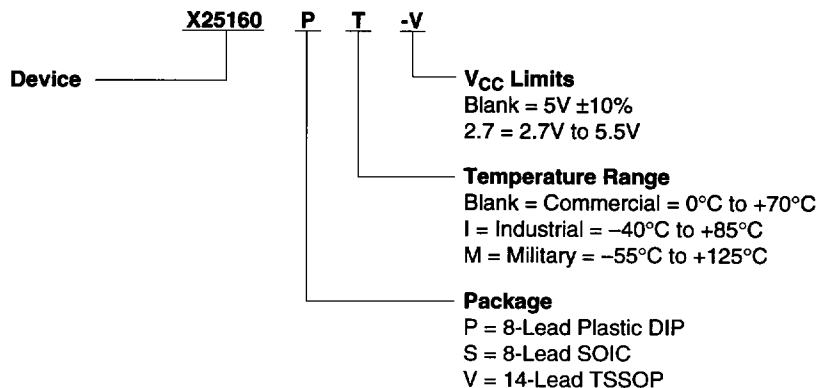 X25160 P T -V
Device
VCC Limits
Blank = 5V ±10%
2.7 = 2.7V to 5.5V
Temperature Range
Blank = Commercial = 0°C to +70°C
I = Industrial = –40°C to +85°C
M = Military = –55°C to +125°C
Package
P = 8-Lead Plastic DIP
S = 8-Lead SOIC
V = 14-Lead TSSOP